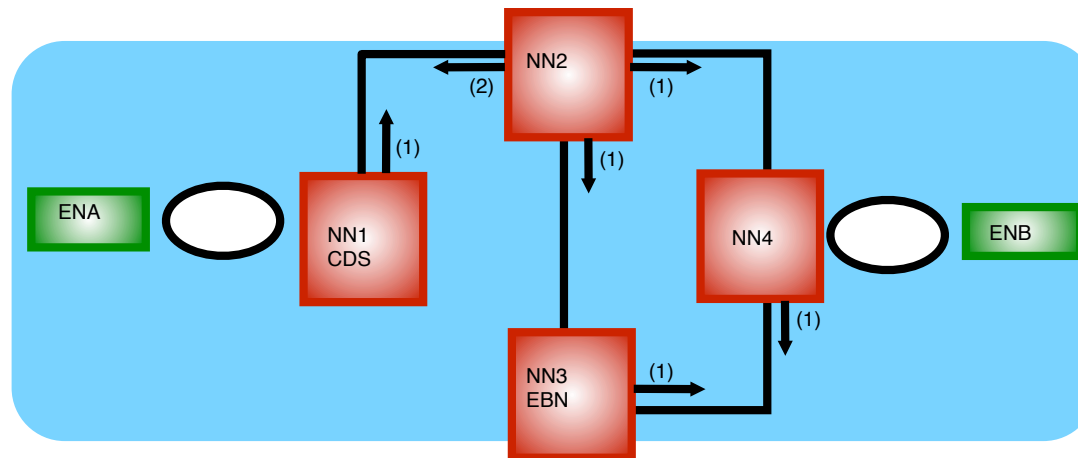 NN2
(2)
(1)
(1)
(1)
ENA
NN1
CDS
NN4
ENB
(1)
NN3
EBN
(1)